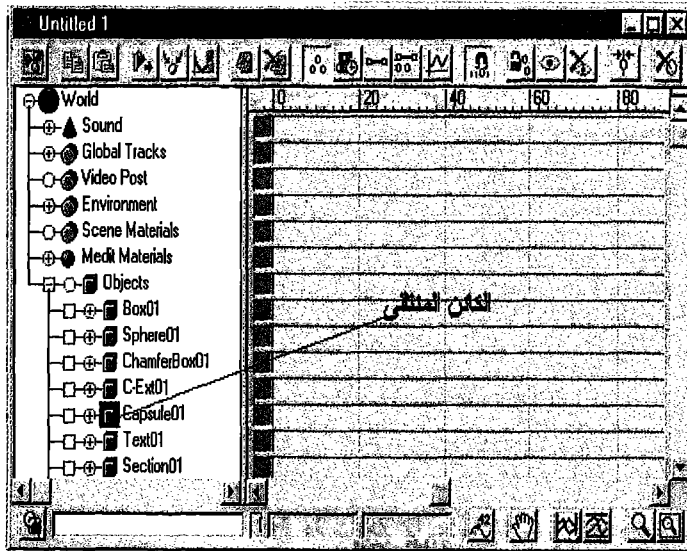 Untitled 1
0 20 40 60 80
World
Sound
Global Tracks
Video Post
Environment
Scene Materials
Medit Materials
Objects
Box01
Sphere01
ChamferBox01
C-Ext01
Capsule01
Text01
Section01
الكائن المنتقى